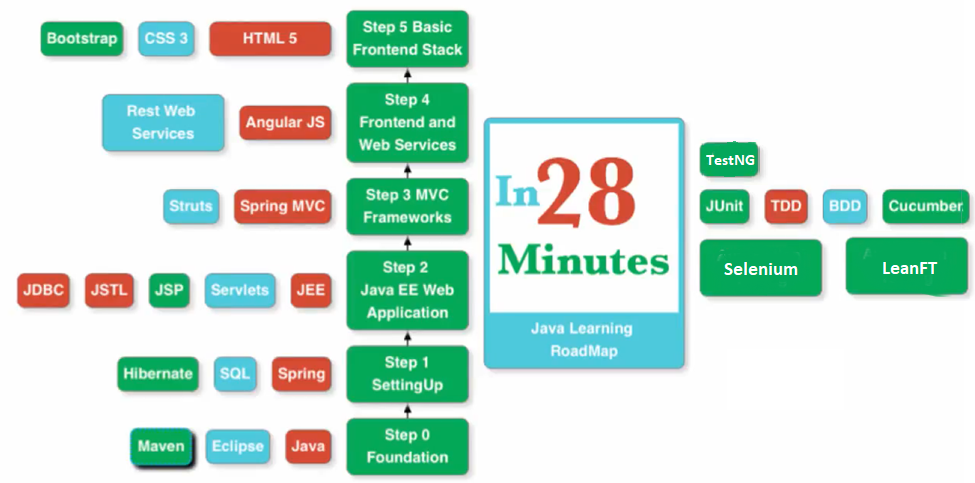 Bootstrap
CSS 3
HTML 5
Step 5 Basic
Frontend Stack
Rest Web
Services
Angular JS
Step 4
Frontend and
Web Services
Struts
Spring MVC
Step 3 MVC
Frameworks
JDBC
JSTL
JSP
Servlets
JEE
Step 2
Java EE Web
Application
Hibernate
SQL
Spring
Step 1
SettingUp
Maven
Eclipse
Java
Step 0
Foundation
In 28
Minutes
Java Learning
RoadMap
TestNG
JUnit
TDD
BDD
Cucumber
Selenium
LeanFT